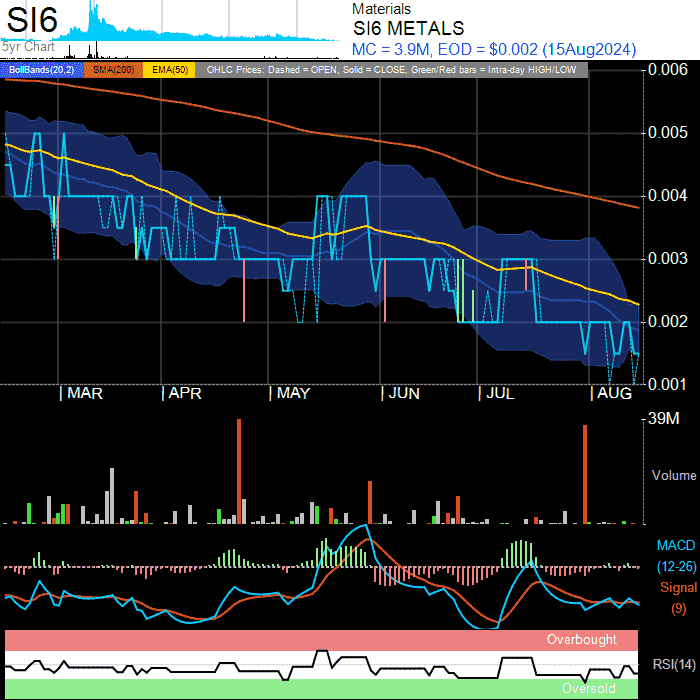 SI6
5yr Chart
Materials
SI6 METALS
MC = 3.9M, EOD = $0.002 (15Aug2024)
BollBands(20,2) SMA(200) EMA(50) OHLC Prices: Dashed = OPEN, Solid = CLOSE, Green/Red bars = Intra-day HIGH/LOW
0.006
0.005
0.004
0.003
0.002
0.001
MAR APR MAY JUN JUL AUG
39M
Volume
MACD
(12-26)
Signal
(9)
Overbought
RSI(14)
Oversold